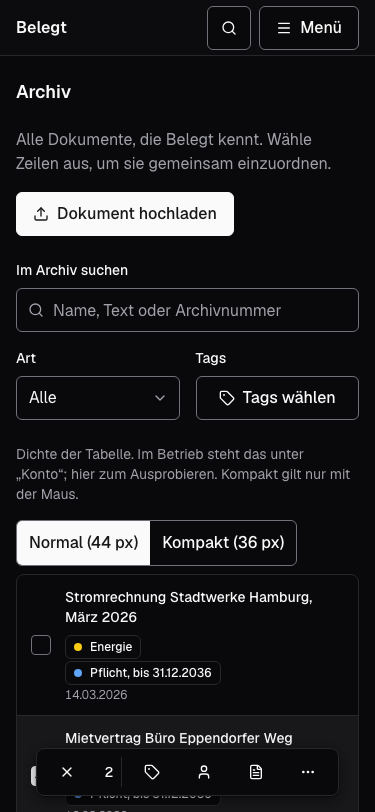 Belegt
Menü
Archiv
Alle Dokumente, die Belegt kennt. Wähle
Zeilen aus, um sie gemeinsam einzuordnen.
Dokument hochladen
Im Archiv suchen
Name, Text oder Archivnummer
Art
Tags
Alle
Tags wählen
Dichte der Tabelle. Im Betrieb steht das unter
„Konto“; hier zum Ausprobieren. Kompakt gilt nur mit
der Maus.
Normal (44 px)
Kompakt (36 px)
Stromrechnung Stadtwerke Hamburg,
März 2026
Energie
Pflicht, bis 31.12.2036
14.03.2026
Mietvertrag Büro Eppendorfer Weg
2